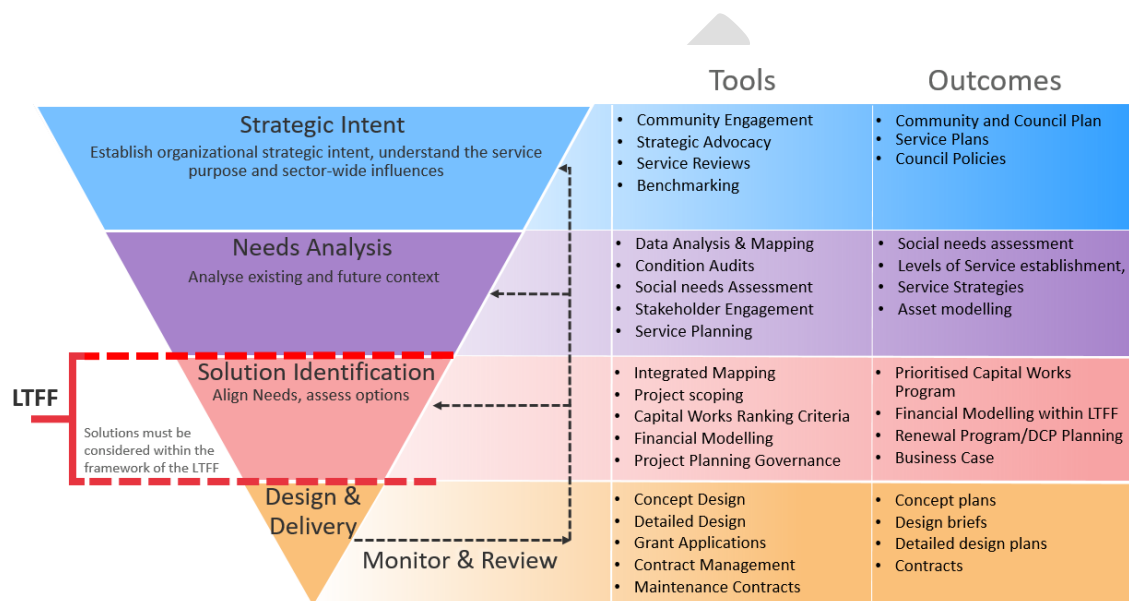 Tools
Outcomes
Strategic Intent
Establish organizational strategic intent, understand the service
purpose and sector-wide influences
• Community Engagement
• Strategic Advocacy
• Service Reviews
• Benchmarking
• Community and Council Plan
• Service Plans
• Council Policies
Needs Analysis
Analyse existing and future context
• Data Analysis & Mapping
• Condition Audits
• Social needs Assessment
• Stakeholder Engagement
• Service Planning
• Social needs assessment
• Levels of Service establishment,
• Service Strategies
• Asset modelling
LTFF
Solutions must be
considered within the
framework of the LTFF
Solution Identification
Align Needs, assess options
• Integrated Mapping
• Project scoping
• Capital Works Ranking Criteria
• Financial Modelling
• Project Planning Governance
• Prioritised Capital Works
Program
• Financial Modelling within LTFF
• Renewal Program/DCP Planning
• Business Case
Design &
Delivery
Monitor & Review
• Concept Design
• Detailed Design
• Grant Applications
• Contract Management
• Maintenance Contracts
• Concept plans
• Design briefs
• Detailed design plans
• Contracts